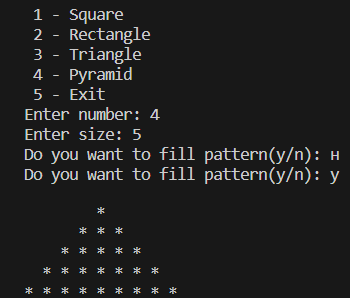 1 - Square
2 - Rectangle
3 - Triangle
4 - Pyramid
5 - Exit
Enter number: 4
Enter size: 5
Do you want to fill pattern(y/n): н
Do you want to fill pattern(y/n): y
*
* * *
* * * * *
* * * * * * *
* * * * * * * * *